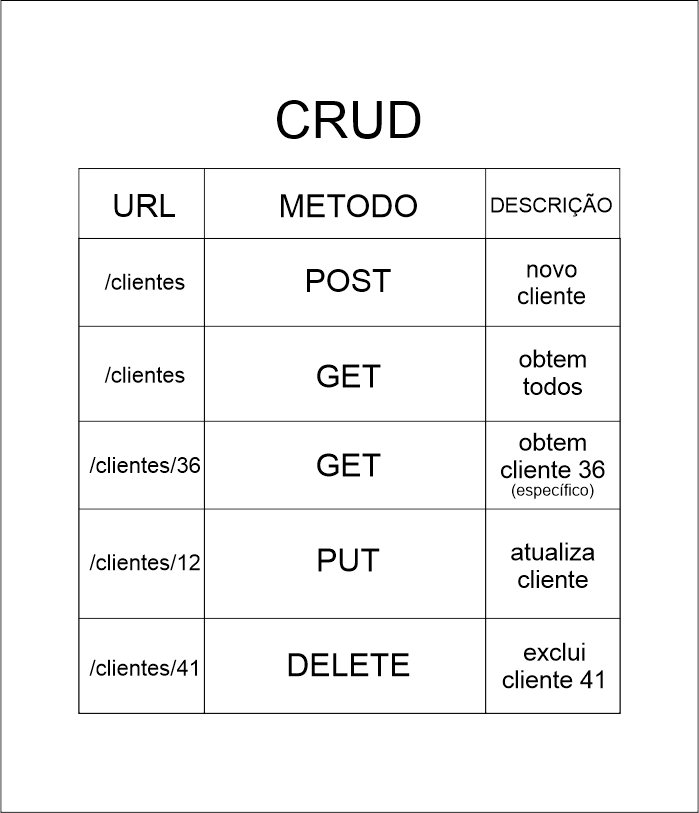 CRUD
URL METODO DESCRIÇÃO
/clientes POST novo
cliente
/clientes GET obtem
todos
/clientes/36 GET obtem
cliente 36
(específico)
/clientes/12 PUT atualiza
cliente
/clientes/41 DELETE exclui
cliente 41